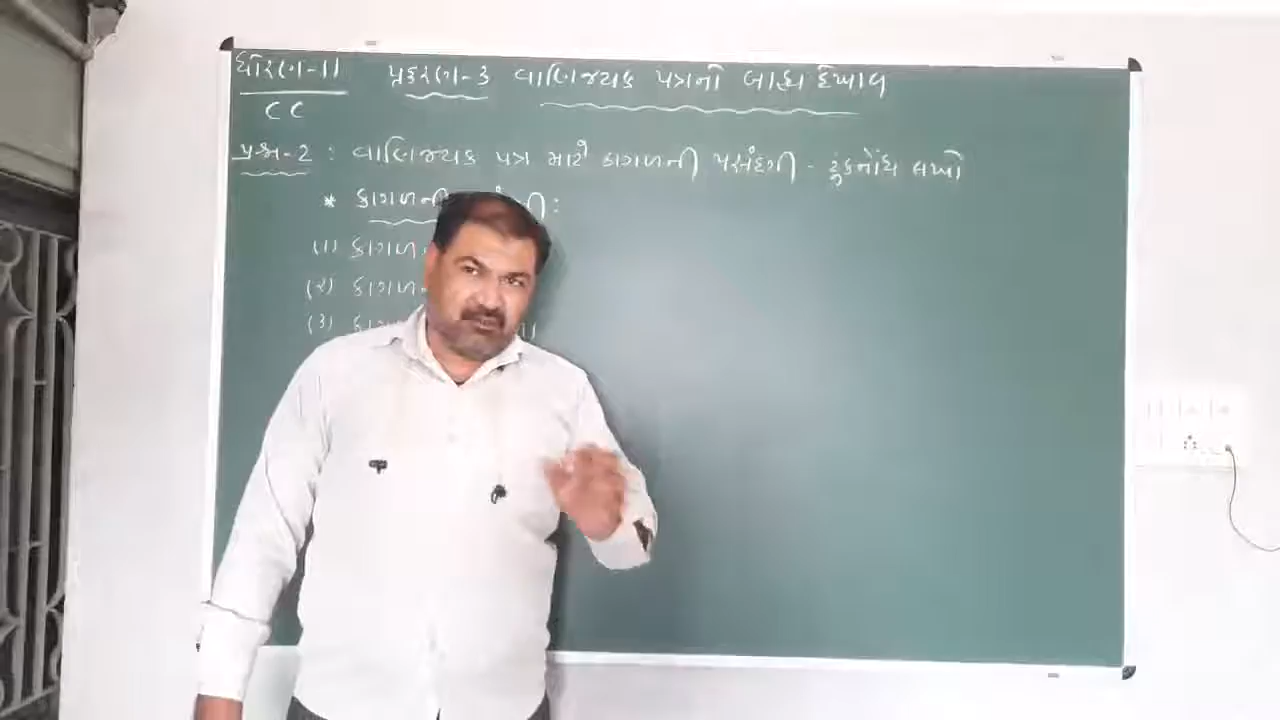 ધોરણ-11 પ્રકરણ-3 વાણિજ્યક પત્રનો બાહ્ય દેખાવ
CC
પ્રશ્ન-2 : વાણિજ્યક પત્ર માટે કાગળની પસંદગી - ટુંકનોંધ લખો
* કાગળની
(1) કાગળ
(૨) કાગળ
(3)